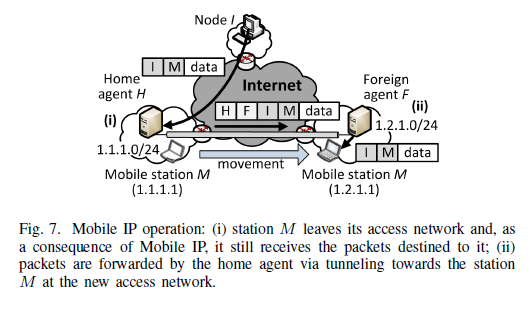 Node I
I M data
Home
agent H
Internet
Foreign
agent F
(i)
H F I M data
(ii)
1.2.1.0/24
1.1.1.0/24
I M data
movement
Mobile station M
(1.1.1.1)
Mobile station M
(1.2.1.1)
Fig. 7. Mobile IP operation: (i) station M leaves its access network and, as
a consequence of Mobile IP, it still receives the packets destined to it; (ii)
packets are forwarded by the home agent via tunneling towards the station
M at the new access network.